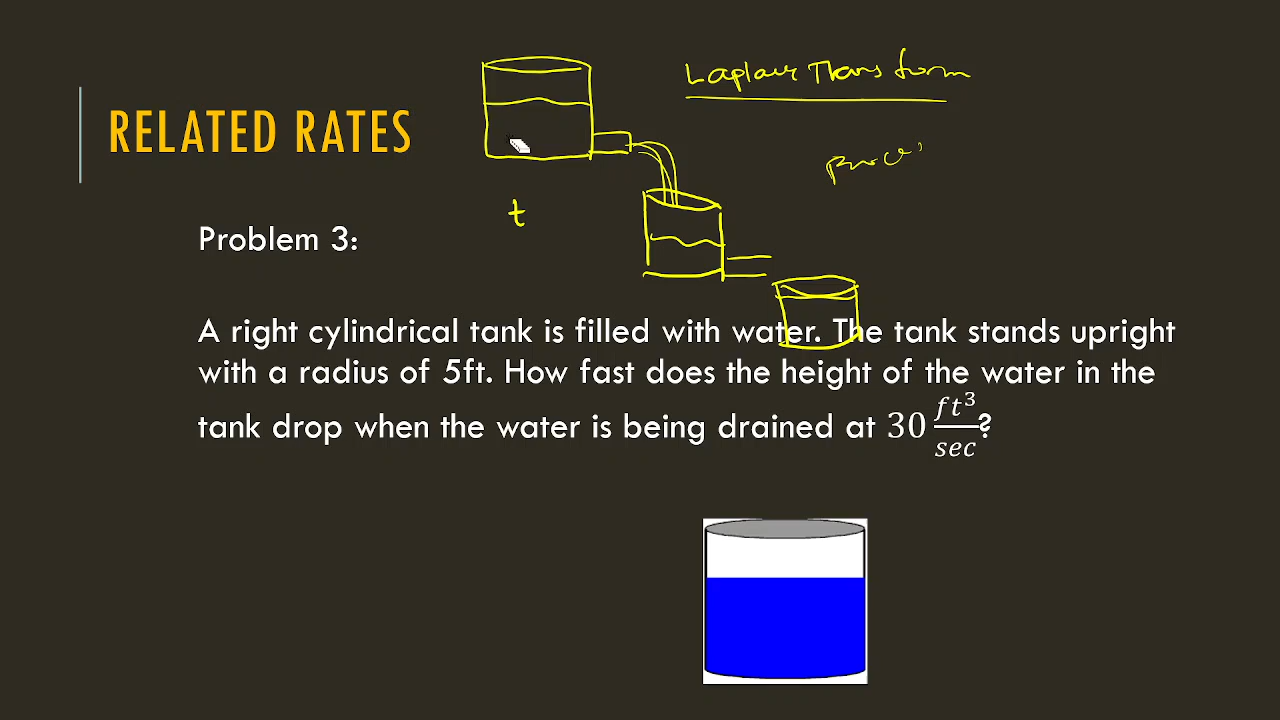 Laplace Transform
RELATED RATES
t
Problem 3:
A right cylindrical tank is filled with water. The tank stands upright
with a radius of 5ft. How fast does the height of the water in the
tank drop when the water is being drained at 30 ft³/sec?